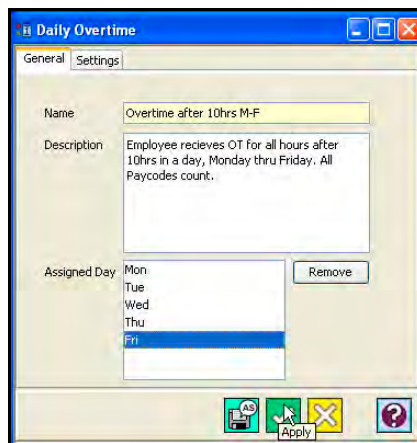 Daily Overtime
General Settings
Name Overtime after 10hrs M-F
Description Employee recieves OT for all hours after
10hrs in a day, Monday thru Friday. All
Paycodes count.
Assigned Day Mon Remove
Tue
Wed
Thu
Fri
AS
Apply